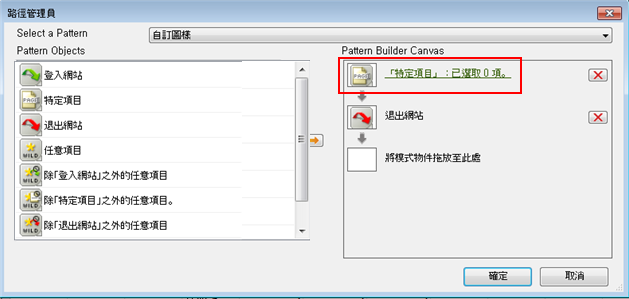 路徑管理員
Select a Pattern
自訂圖樣
Pattern Objects
Pattern Builder Canvas
登入網站
特定項目
退出網站
任意項目
除「登入網站」之外的任意項目
除「特定項目」之外的任意項目。
除「退出網站」之外的任意項目
PAGE
WILD
WILD
WILD
WILD
PAGE
「特定項目」：已選取 0 項。
退出網站
將模式物件拖放至此處
確定
取消